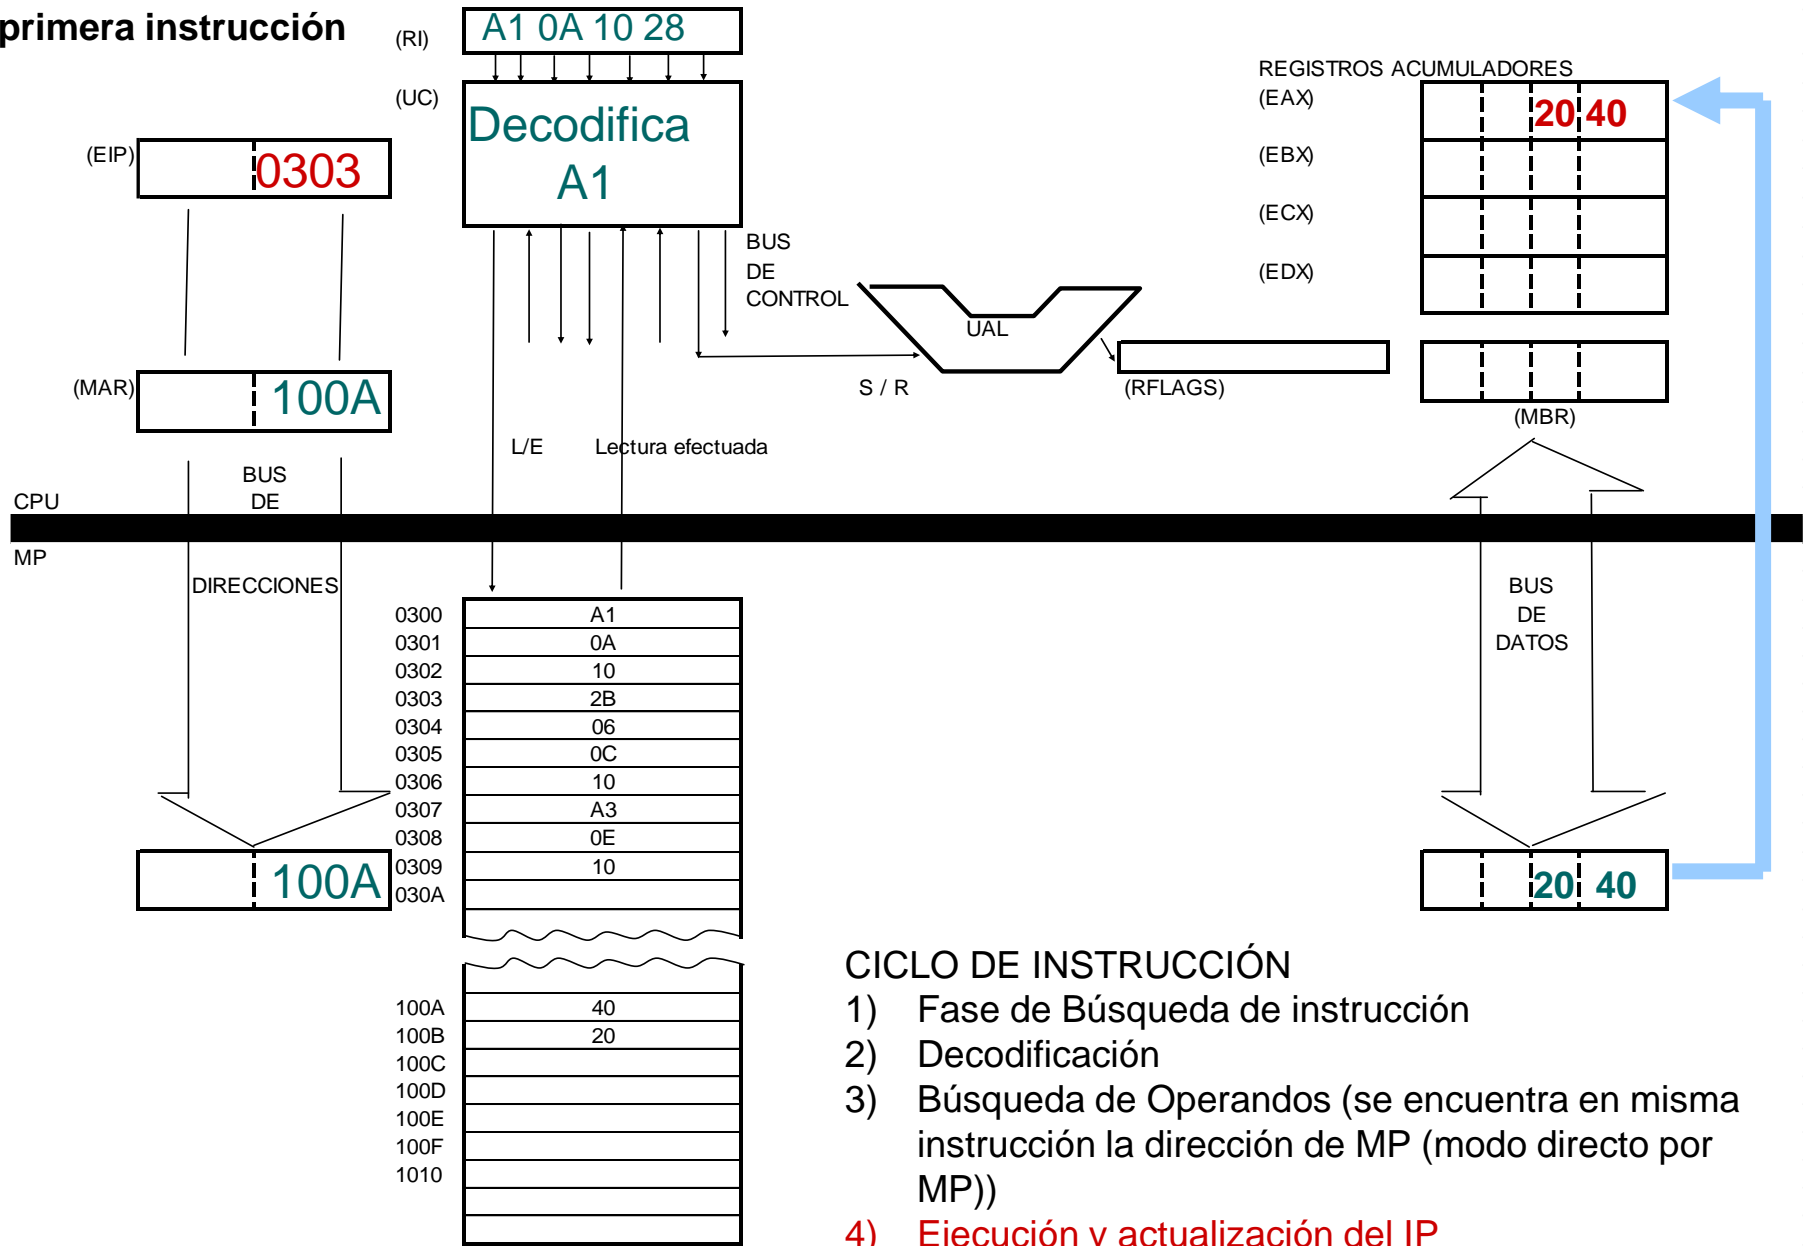 primera instrucción
(RI)
A1 0A 10 28
(UC)
Decodifica
A1
(EIP)
0303
REGISTROS ACUMULADORES
(EAX)
20 40
(EBX)
(ECX)
(EDX)
BUS
DE
CONTROL
UAL
S / R
(RFLAGS)
(MBR)
(MAR)
100A
L/E
Lectura efectuada
BUS
DE
CPU
MP
DIRECCIONES
BUS
DE
DATOS
0300 A1
0301 0A
0302 10
0303 2B
0304 06
0305 0C
0306 10
0307 A3
0308 0E
0309 10
030A
100A
20 40
100A 40
100B 20
100C
100D
100E
100F
1010
CICLO DE INSTRUCCIÓN
1) Fase de Búsqueda de instrucción
2) Decodificación
3) Búsqueda de Operandos (se encuentra en misma
instrucción la dirección de MP (modo directo por
MP))
4) Ejecución y actualización del IP